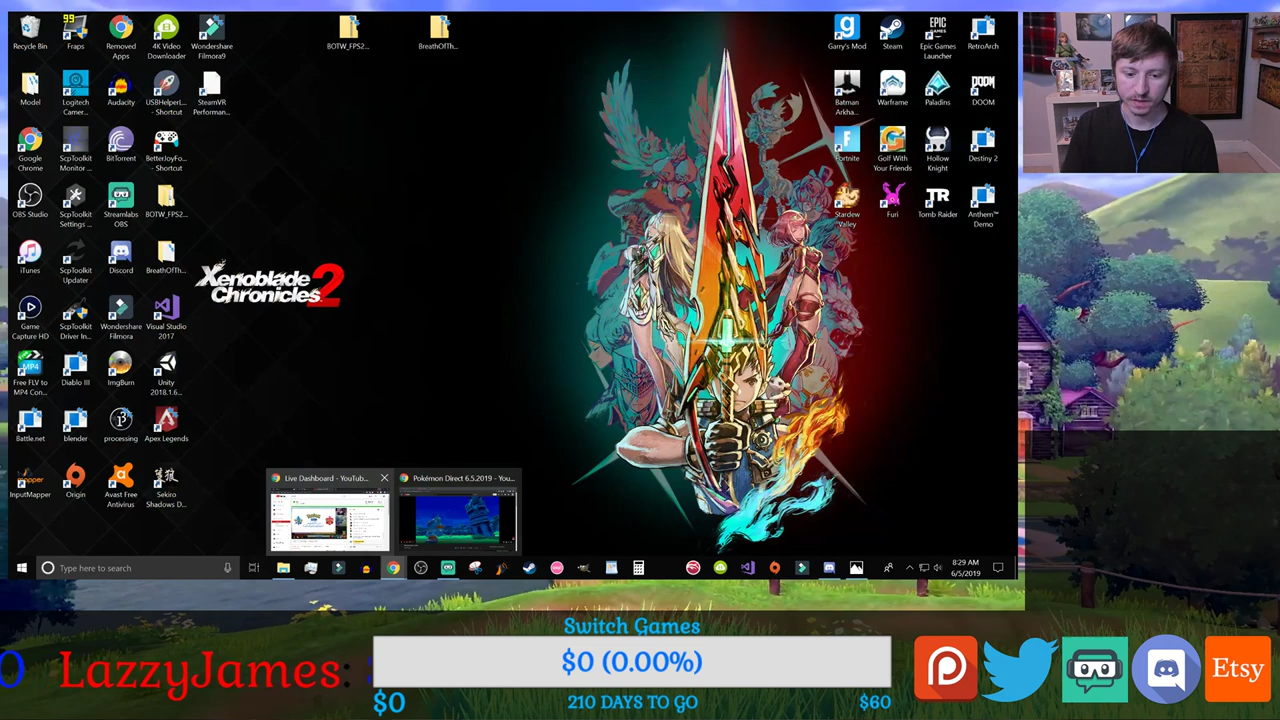 Recycle Bin
99
Fraps
Removed Apps
4K Video Downloader
Wondershare Filmora9
BOTW_FPS2...
BreathOfTh...
g
Garry's Mod
Steam
EPIC GAMES
Epic Games Launcher
RetroArch
Model
Logitech Camer...
Audacity
USBHelperL... - Shortcut
SteamVR Performan...
Batman Arkha...
Warframe
Paladins
DOOM
Google Chrome
ScpToolkit Monitor ...
BitTorrent
BetterJoyFo... - Shortcut
Fortnite
Golf With Your Friends
Hollow Knight
Destiny 2
OBS Studio
ScpToolkit Settings ...
Streamlabs OBS
BOTW_FPS2...
Stardew Valley
Furi
TR
Tomb Raider
Anthem™ Demo
iTunes
ScpToolkit Updater
Discord
BreathOfTh...
Xenoblade
Chronicles 2
Game Capture HD
ScpToolkit Driver In...
Wondershare Filmora
Visual Studio 2017
MP4
Free FLV to MP4 Con...
Diablo III
ImgBurn
Unity 2018.1.6...
Battle.net
blender
processing
Apex Legends
InputMapper
Origin
Avast Free Antivirus
Sekiro Shadows D...
Live Dashboard - YouTub...
Pokémon Direct 6.5.2019 - You...
Type here to search
8:29 AM
6/5/2019
Switch Games
0 LazzyJames:
$0 (0.00%)
$0
210 DAYS TO GO
$60
Etsy